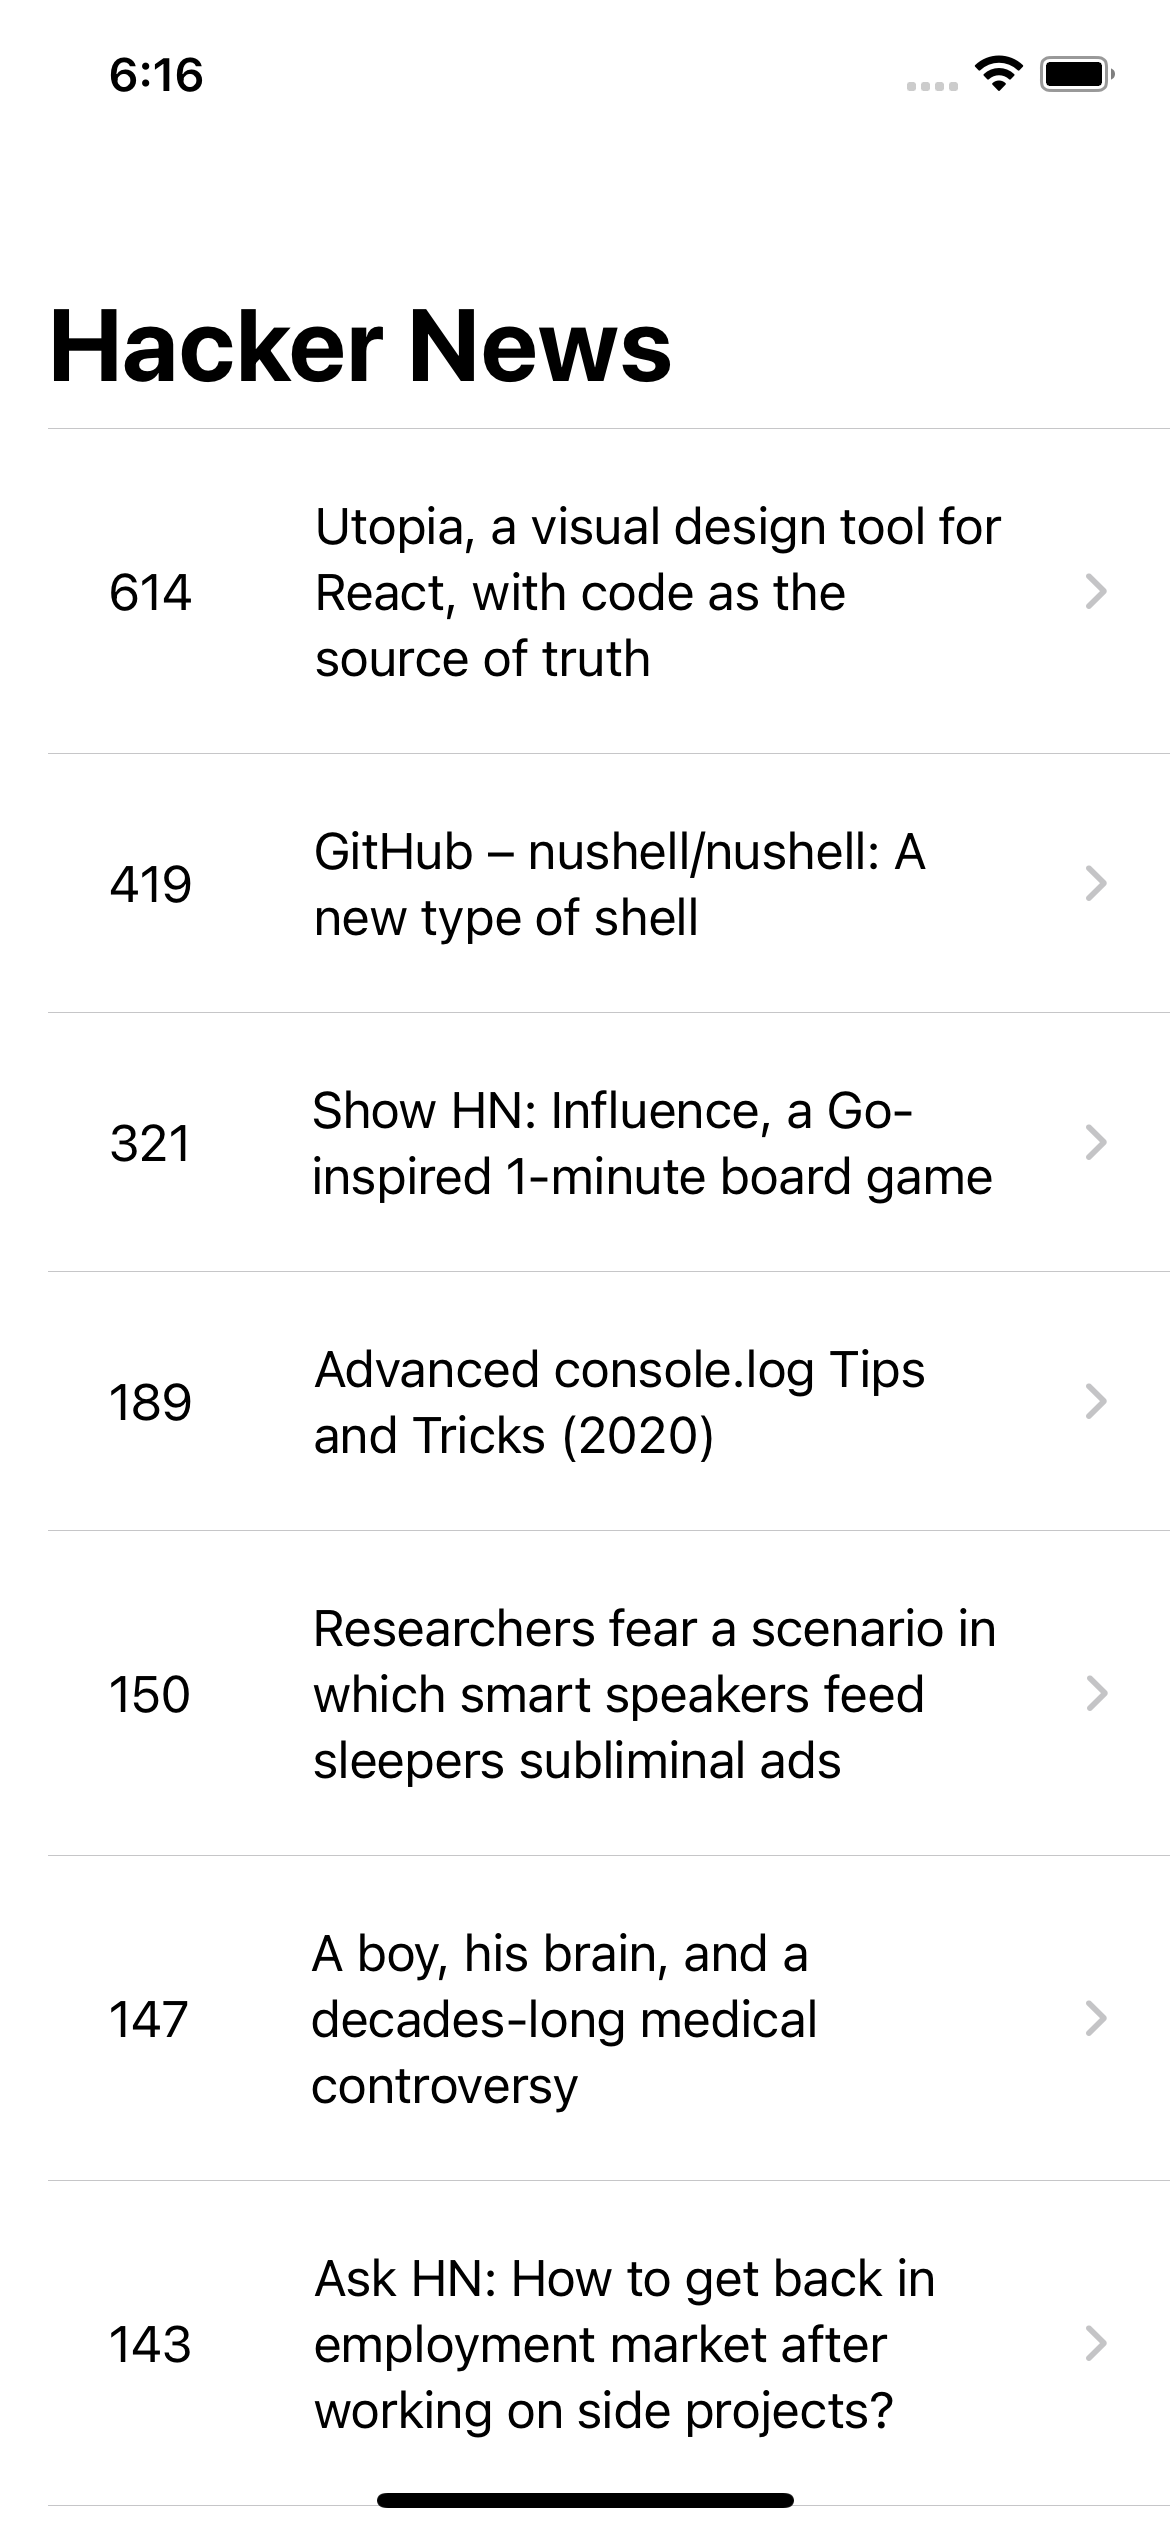 6:16
Hacker News
614
Utopia, a visual design tool for
React, with code as the
source of truth
419
GitHub – nushell/nushell: A
new type of shell
321
Show HN: Influence, a Go-
inspired 1-minute board game
189
Advanced console.log Tips
and Tricks (2020)
150
Researchers fear a scenario in
which smart speakers feed
sleepers subliminal ads
147
A boy, his brain, and a
decades-long medical
controversy
143
Ask HN: How to get back in
employment market after
working on side projects?